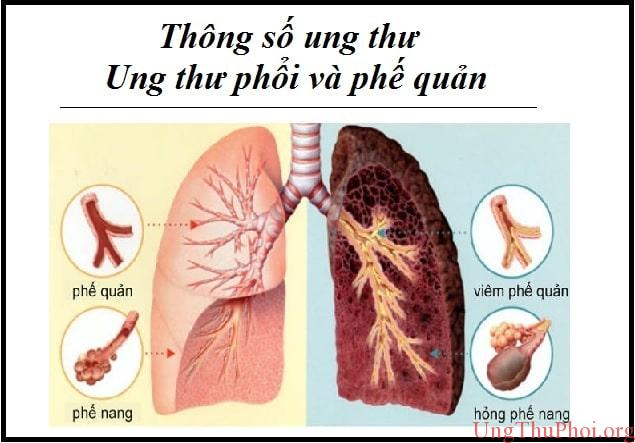 Thông số ung thư
Ung thư phổi và phế quản
phế quản
viêm phế quản
phế nang
hỏng phế nang
UngThuPhoi.org